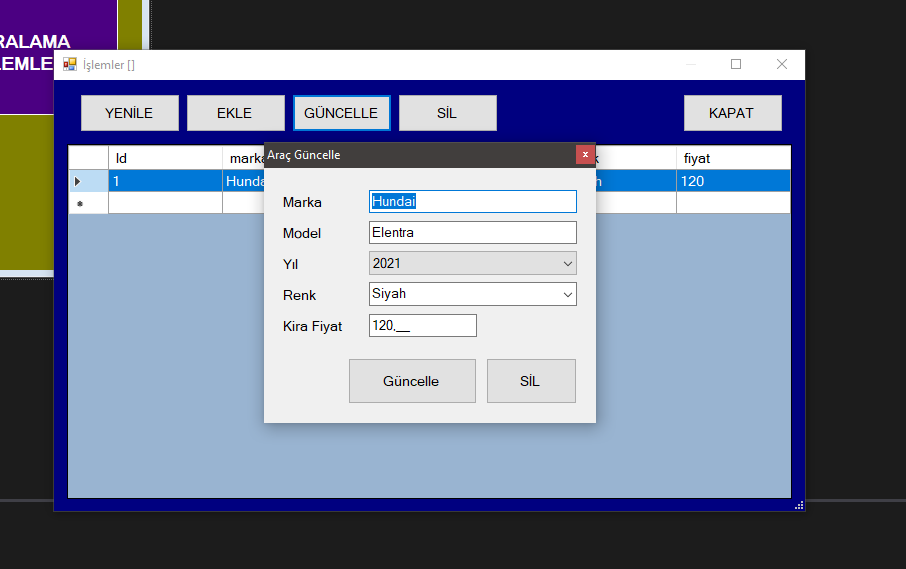 RALAMA
LEMLE
İşlemler []
YENİLE
EKLE
GÜNCELLE
SİL
KAPAT
Id
marka
fiyat
1
Hunda
120
Araç Güncelle
Marka
Hundai
Model
Elentra
Yıl
2021
Renk
Siyah
Kira Fiyat
120,__
Güncelle
SİL